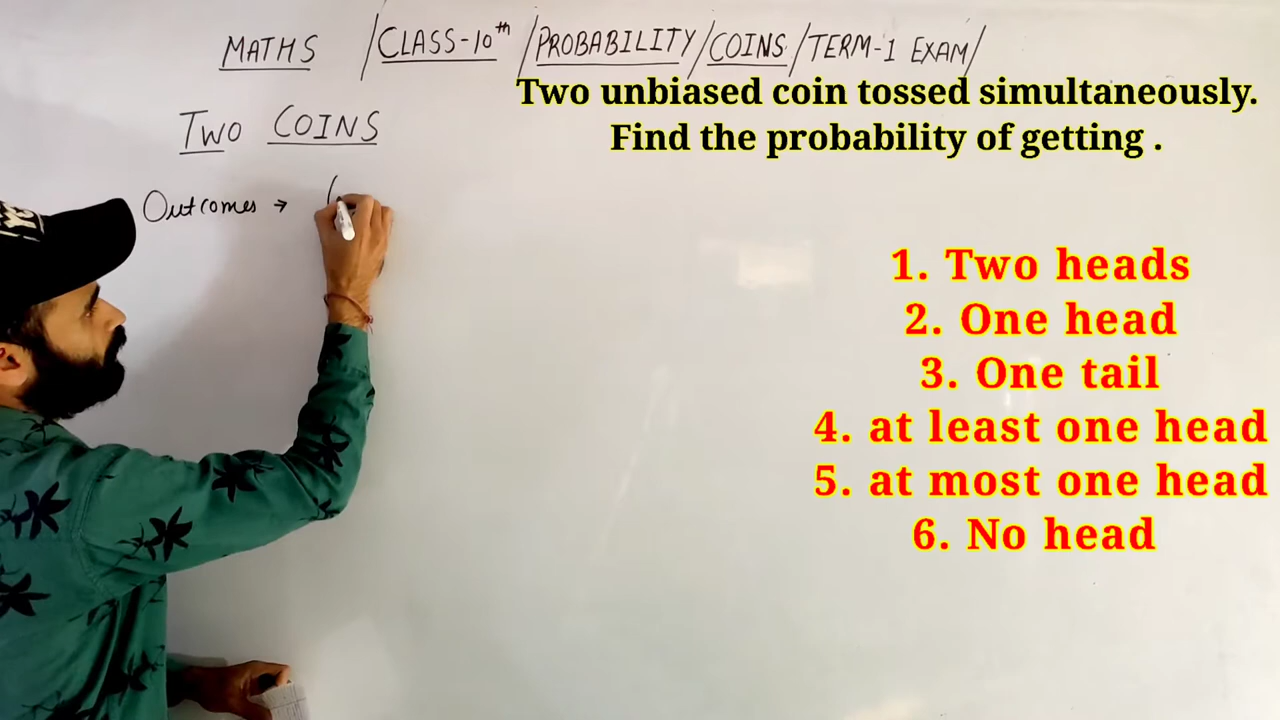 MATHS /CLASS-10th /PROBABILITY/COINS/TERM-1 EXAM/
Two unbiased coin tossed simultaneously.
Find the probability of getting .
TWO COINS
Outcomes → (
1. Two heads
2. One head
3. One tail
4. at least one head
5. at most one head
6. No head